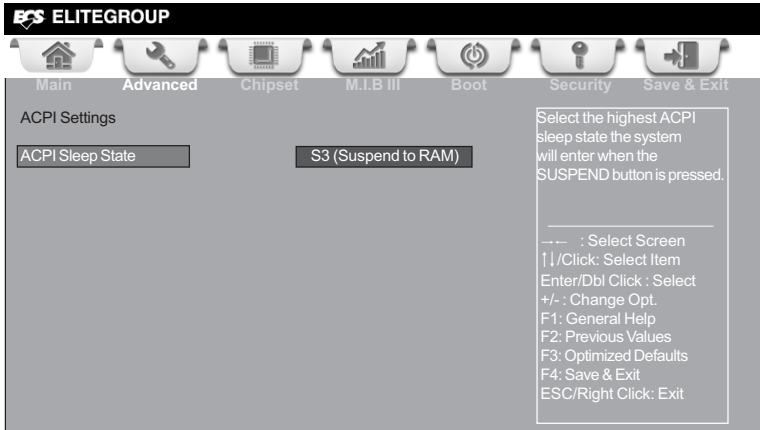 ECS ELITEGROUP
Main Advanced Chipset M.I.B III Boot Security Save & Exit
ACPI Settings
ACPI Sleep State S3 (Suspend to RAM)
Select the highest ACPI
sleep state the system
will enter when the
SUSPEND button is pressed.
→← : Select Screen
↑↓/Click: Select Item
Enter/Dbl Click : Select
+/- : Change Opt.
F1: General Help
F2: Previous Values
F3: Optimized Defaults
F4: Save & Exit
ESC/Right Click: Exit